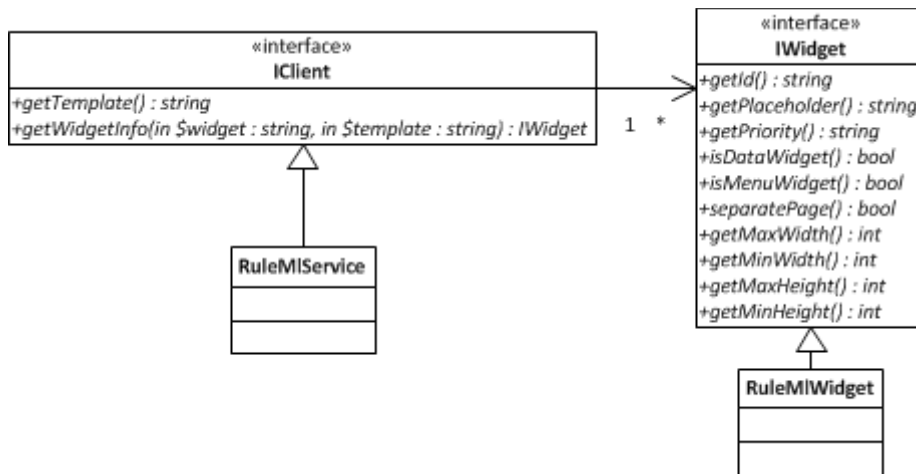 «interface»
IClient
+getTemplate() : string
+getWidgetInfo(in $widget : string, in $template : string) : IWidget
1 *
«interface»
IWidget
+getId() : string
+getPlaceholder() : string
+getPriority() : string
+isDataWidget() : bool
+isMenuWidget() : bool
+separatePage() : bool
+getMaxWidth() : int
+getMinWidth() : int
+getMaxHeight() : int
+getMinHeight() : int
RuleMlService
RuleMlWidget